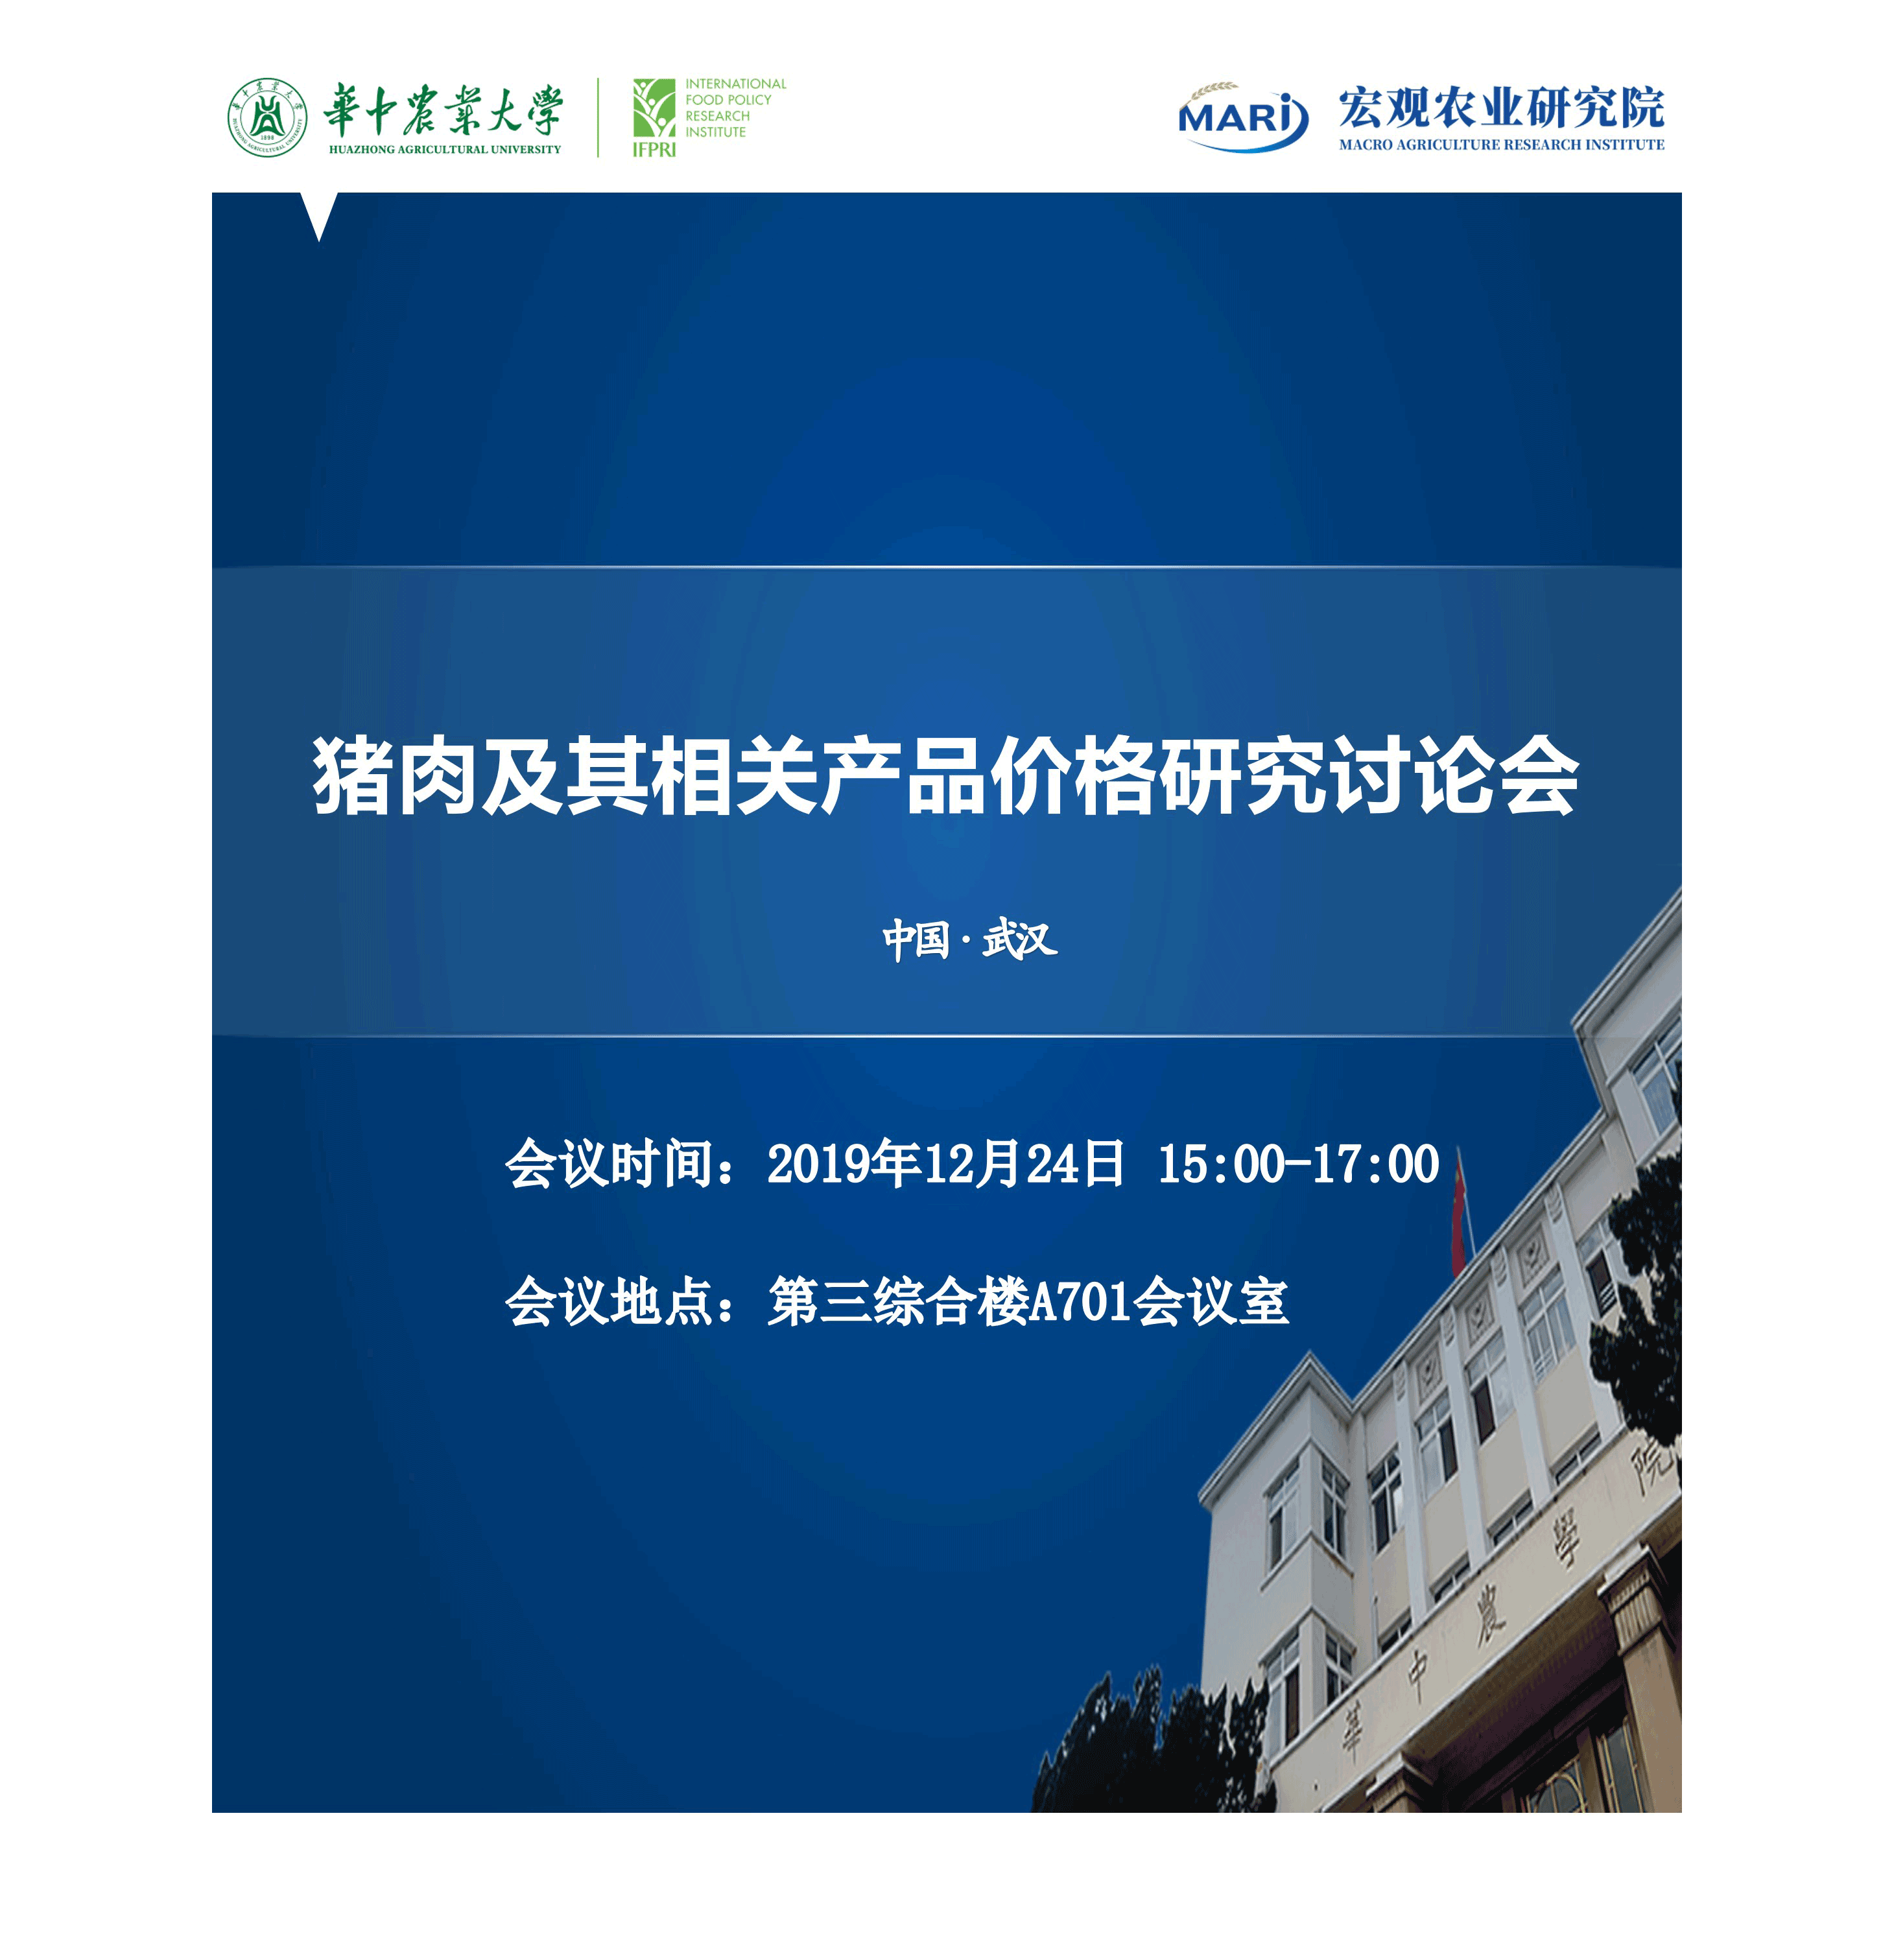 華中農業大学
HUAZHONG AGRICULTURAL UNIVERSITY
INTERNATIONAL
FOOD POLICY
RESEARCH
INSTITUTE
IFPRI
MARI
宏观农业研究院
MACRO AGRICULTURE RESEARCH INSTITUTE
猪肉及其相关产品价格研究讨论会
中国·武汉
会议时间：2019年12月24日 15:00-17:00
会议地点：第三综合楼A701会议室
華中農學院